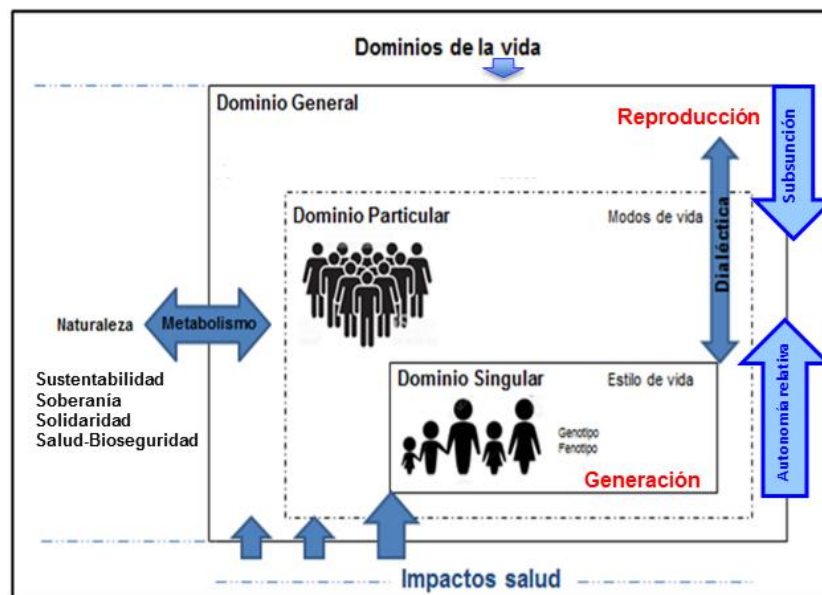 Dominios de la vida
Dominio General
Reproducción
Subsunción
Dominio Particular
Modos de vida
Dialéctica
Naturaleza
Metabolismo
Sustentabilidad
Soberanía
Solidaridad
Salud-Bioseguridad
Dominio Singular
Estilo de vida
Genotipo
Fenotipo
Generación
Autonomía relativa
Impactos salud